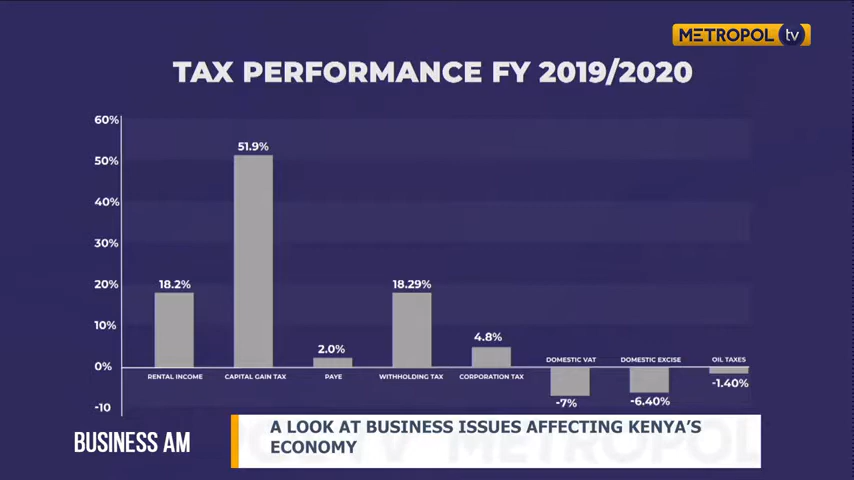 METROPOL tv
TAX PERFORMANCE FY 2019/2020
60%
50%
40%
30%
20%
10%
0%
-10
18.2%
51.9%
2.0%
18.29%
4.8%
-7%
-6.40%
-1.40%
RENTAL INCOME
CAPITAL GAIN TAX
PAYE
WITHHOLDING TAX
CORPORATION TAX
DOMESTIC VAT
DOMESTIC EXCISE
OIL TAXES
BUSINESS AM
A LOOK AT BUSINESS ISSUES AFFECTING KENYA'S
ECONOMY